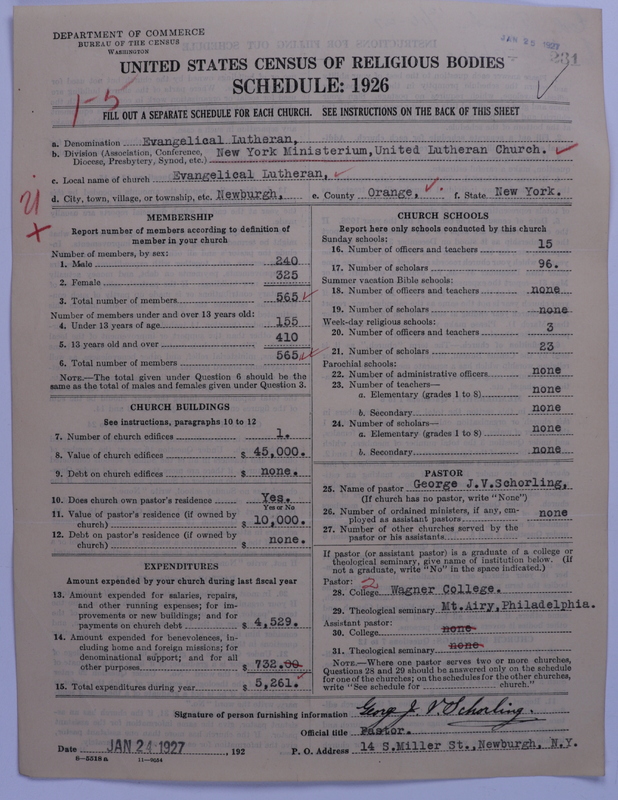 DEPARTMENT OF COMMERCE
BUREAU OF THE CENSUS
WASHINGTON
JAN 25 1927
231
UNITED STATES CENSUS OF RELIGIOUS BODIES
SCHEDULE: 1926
1-5
FILL OUT A SEPARATE SCHEDULE FOR EACH CHURCH. SEE INSTRUCTIONS ON THE BACK OF THIS SHEET
a. Denomination Evangelical Lutheran,
b. Division (Association, Conference, Diocese, Presbytery, Synod, etc.) New York Ministerium,United Lutheran Church.
c. Local name of church Evangelical Lutheran,
d. City, town, village, or township, etc. Newburgh, e. County Orange, f. State New York.
MEMBERSHIP
Report number of members according to definition of
member in your church
Number of members, by sex:
1. Male 240
2. Female 325
3. Total number of members 565
Number of members under and over 13 years old:
4. Under 13 years of age 155
5. 13 years old and over 410
6. Total number of members 565
NOTE.—The total given under Question 6 should be the
same as the total of males and females given under Question 3.
CHURCH BUILDINGS
See instructions, paragraphs 10 to 12
7. Number of church edifices 1.
8. Value of church edifices $ 45,000.
9. Debt on church edifices $ none.
10. Does church own pastor's residence Yes.
Yes or No
11. Value of pastor's residence (if owned by
church) $ 10,000.
12. Debt on pastor's residence (if owned by
church) $ none.
EXPENDITURES
Amount expended by your church during last fiscal year
13. Amount expended for salaries, repairs,
and other running expenses; for im-
provements or new buildings; and for
payments on church debt $ 4,529.
14. Amount expended for benevolences, in-
cluding home and foreign missions; for
denominational support; and for all
other purposes $ 732.00.
15. Total expenditures during year $ 5,261.
CHURCH SCHOOLS
Report here only schools conducted by this church
Sunday schools:
16. Number of officers and teachers 15
17. Number of scholars 96.
Summer vacation Bible schools:
18. Number of officers and teachers none
19. Number of scholars none
Week-day religious schools:
20. Number of officers and teachers 3
21. Number of scholars 23
Parochial schools:
22. Number of administrative officers none
23. Number of teachers—
a. Elementary (grades 1 to 8) none
b. Secondary none
24. Number of scholars—
a. Elementary (grades 1 to 8) none
b. Secondary none
PASTOR
25. Name of pastor George J.V.Schorling,
(If church has no pastor, write "None")
26. Number of ordained ministers, if any, em-
ployed as assistant pastors none
27. Number of other churches served by the
pastor or his assistants
If pastor (or assistant pastor) is a graduate of a college or
theological seminary, give name of institution below. (If
not a graduate, write "No" in the space indicated.)
Pastor: 2
28. College Wagner College.
29. Theological seminary Mt.Airy,Philadelphia.
Assistant pastor:
30. College none
31. Theological seminary none
NOTE.—Where one pastor serves two or more churches,
Questions 28 and 29 should be answered only on the schedule
for one of the churches; on the schedules for the other churches,
write "See schedule for church."
Signature of person furnishing information Georg J. V. Schorling.
Official title Pastor.
Date JAN 24 1927, 192 P. O. Address 14 S.Miller St.,Newburgh, N.Y.
8—5318a 11—9054